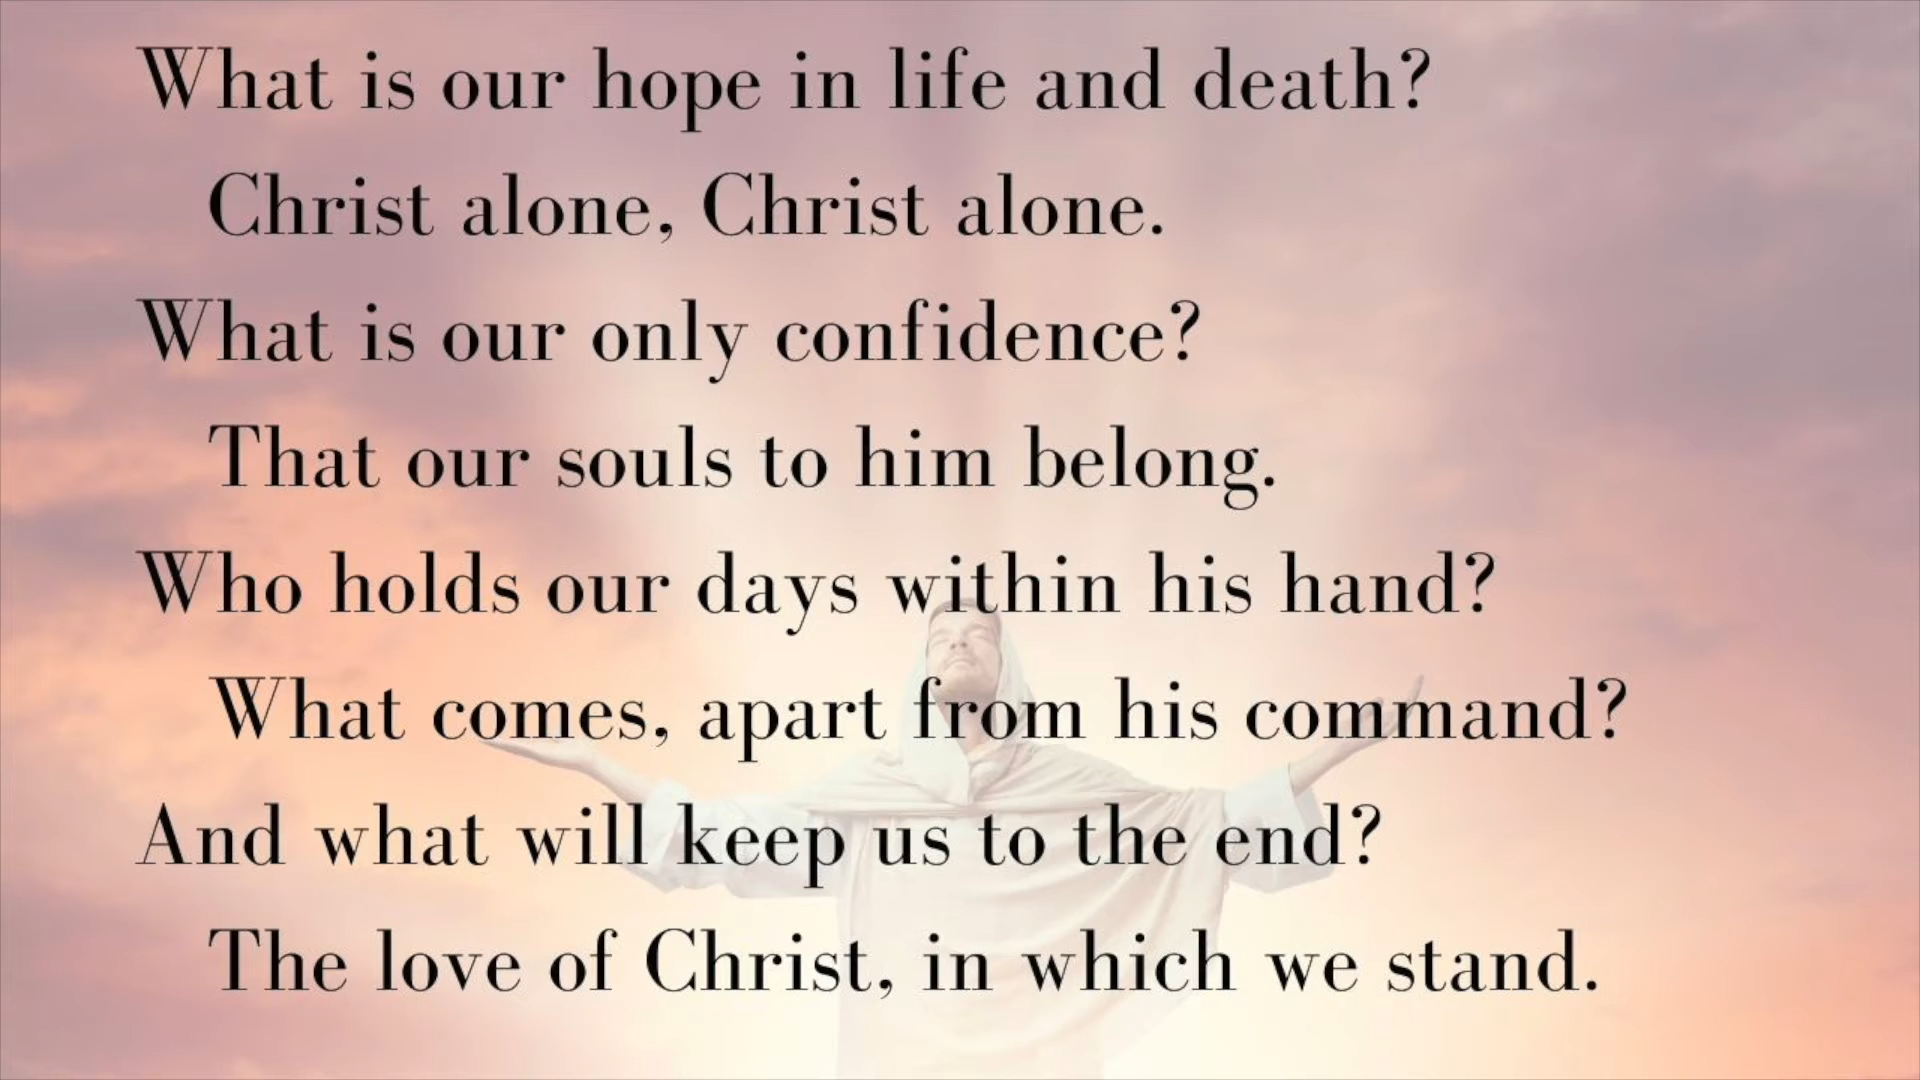 What is our hope in life and death?
Christ alone, Christ alone.
What is our only confidence?
That our souls to him belong.
Who holds our days within his hand?
What comes, apart from his command?
And what will keep us to the end?
The love of Christ, in which we stand.